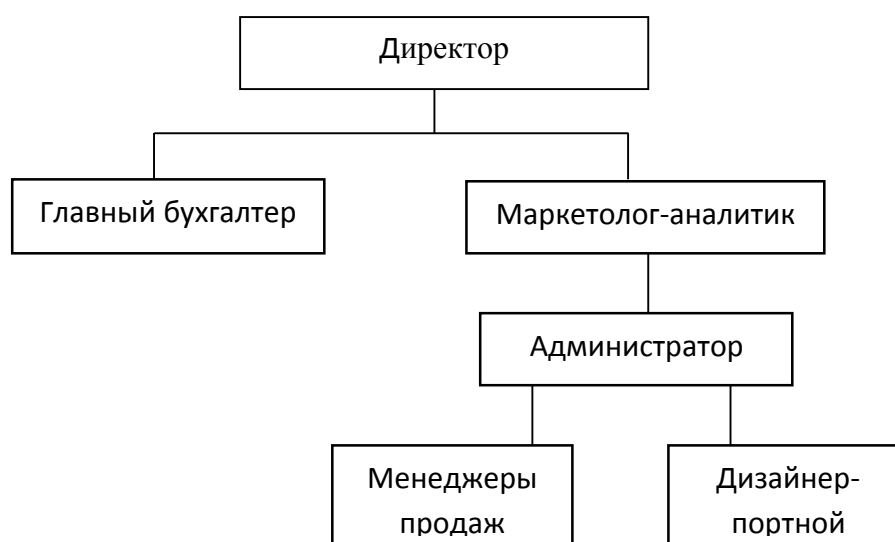 Директор
Главный бухгалтер
Маркетолог-аналитик
Администратор
Менеджеры
продаж
Дизайнер-
портной